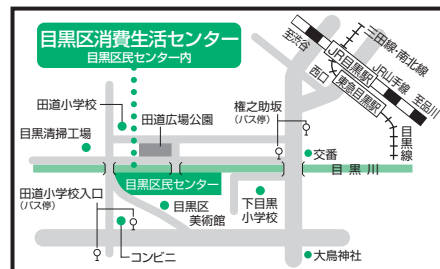 目黒区消費生活センター
目黒区民センター内
至渋谷
三田線・南北線
JR目黒駅
JR山手線
至品川
西口
東急目黒駅
目黒線
田道小学校
田道広場公園
権之助坂
(バス停)
目黒清掃工場
交番
目黒川
目黒区民センター
田道小学校入口
(バス停)
目黒区
美術館
下目黒
小学校
コンビニ
大鳥神社